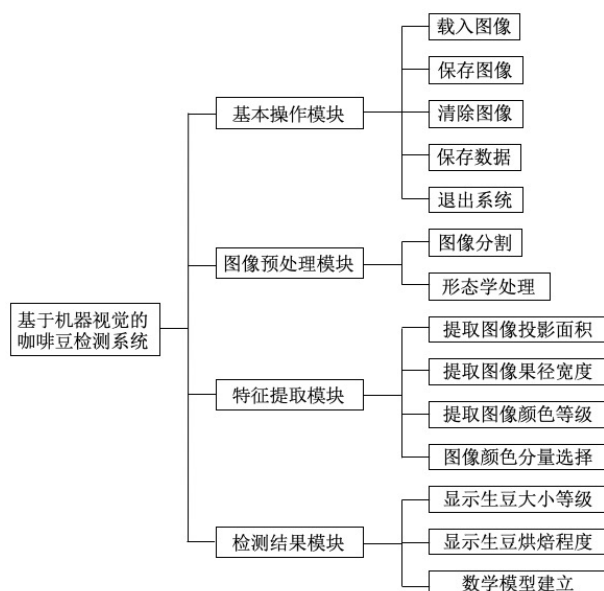 基于机器视觉的
咖啡豆检测系统
基本操作模块
载入图像
保存图像
清除图像
保存数据
退出系统
图像预处理模块
图像分割
形态学处理
特征提取模块
提取图像投影面积
提取图像果径宽度
提取图像颜色等级
图像颜色分量选择
检测结果模块
显示生豆大小等级
显示生豆烘焙程度
数学模型建立